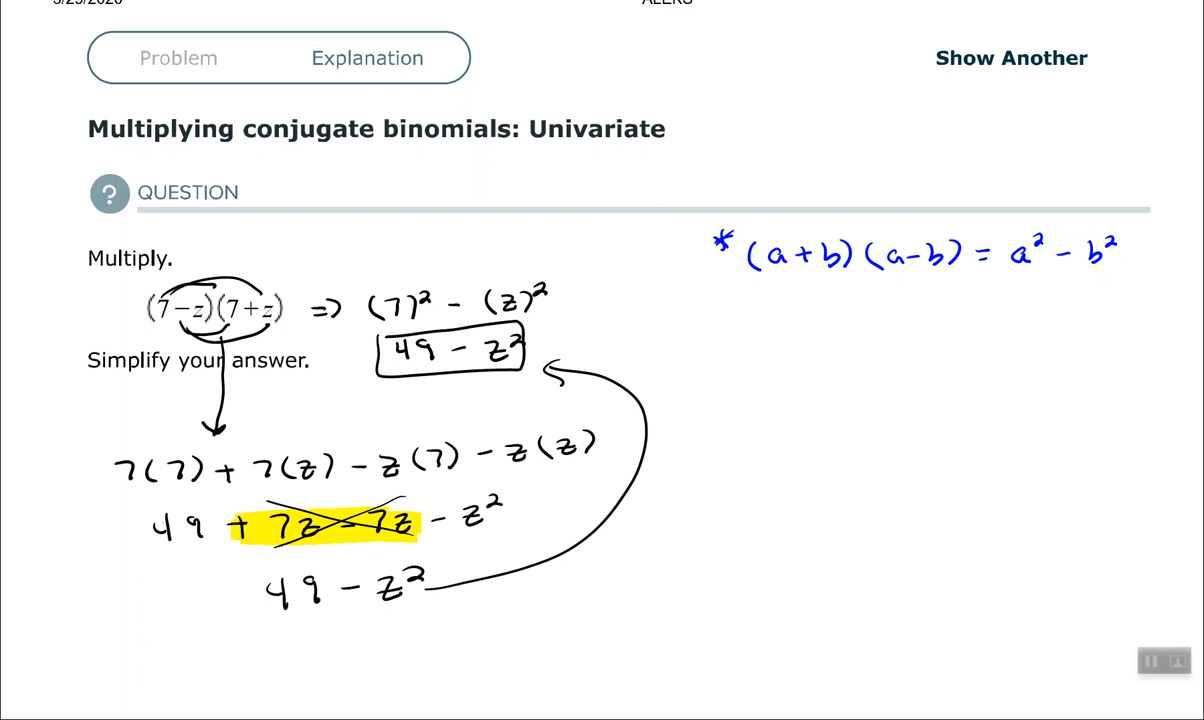 Problem Explanation Show Another
Multiplying conjugate binomials: Univariate
? QUESTION
* (a+b)(a-b) = a² - b²
Multiply.
(7-z)(7+z) => (7)² - (z)²
49 - z²
Simplify your answer.
7(7) + 7(z) - z(7) - z(z)
49 + 7z - 7z - z²
49 - z²